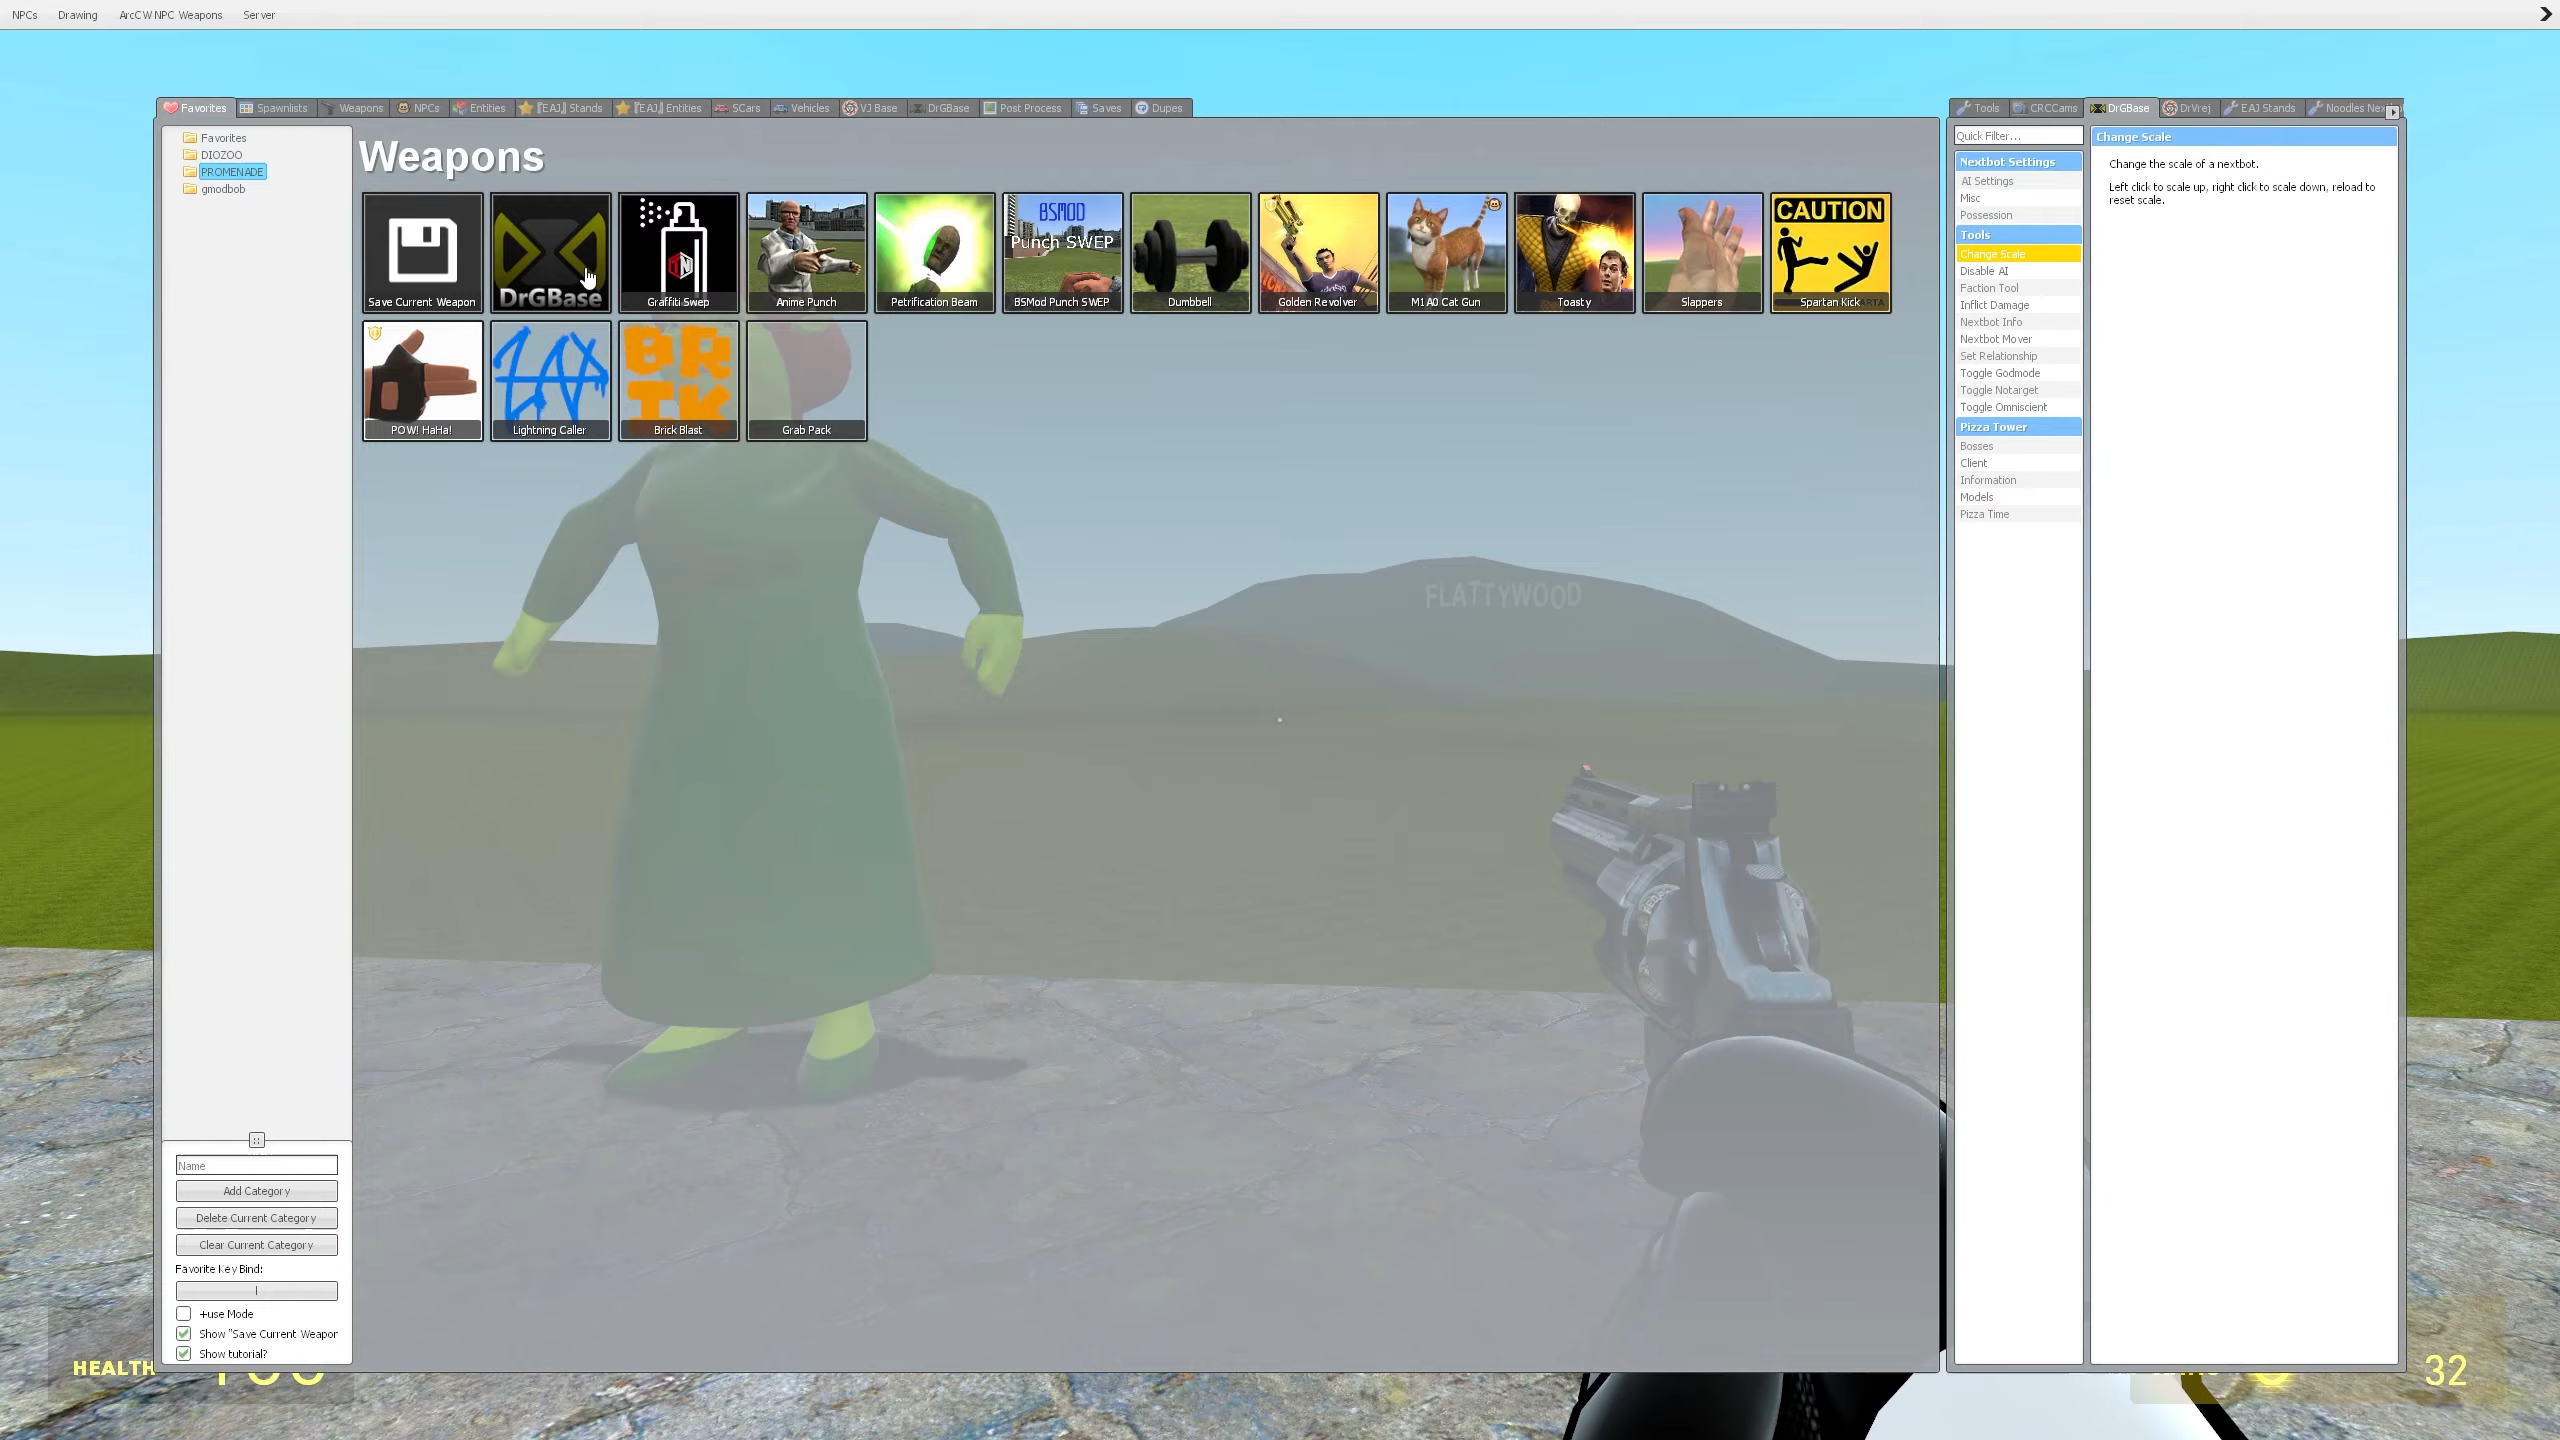 NPCs Drawing ArcCW NPC Weapons Server
Favorites Spawnlists Weapons NPCs Entities 『EAJ』 Stands 『EAJ』 Entities SCars Vehicles VJ Base DrGBase Post Process Saves Dupes
Favorites
DIOZOO
PROMENADE
gmodbob
Weapons
DrGBase
BSMOD
Punch SWEP
CAUTION
Save Current Weapon Graffiti Swep Anime Punch Petrification Beam BSMod Punch SWEP Dumbbell Golden Revolver M1A0 Cat Gun Toasty Slappers Spartan Kick
BR
IK
POW! HaHa! Lightning Caller Brick Blast Grab Pack
FLATTYWOOD
Name
Add Category
Delete Current Category
Clear Current Category
Favorite Key Bind:
I
+use Mode
Show "Save Current Weapor
Show tutorial?
HEALTH
32
Tools CRCCams DrGBase DrVrej EAJ Stands Noodles Nex
Quick Filter...
Nextbot Settings
AI Settings
Misc
Possession
Tools
Change Scale
Disable AI
Faction Tool
Inflict Damage
Nextbot Info
Nextbot Mover
Set Relationship
Toggle Godmode
Toggle Notarget
Toggle Omniscient
Pizza Tower
Bosses
Client
Information
Models
Pizza Time
Change Scale
Change the scale of a nextbot.
Left click to scale up, right click to scale down, reload to
reset scale.